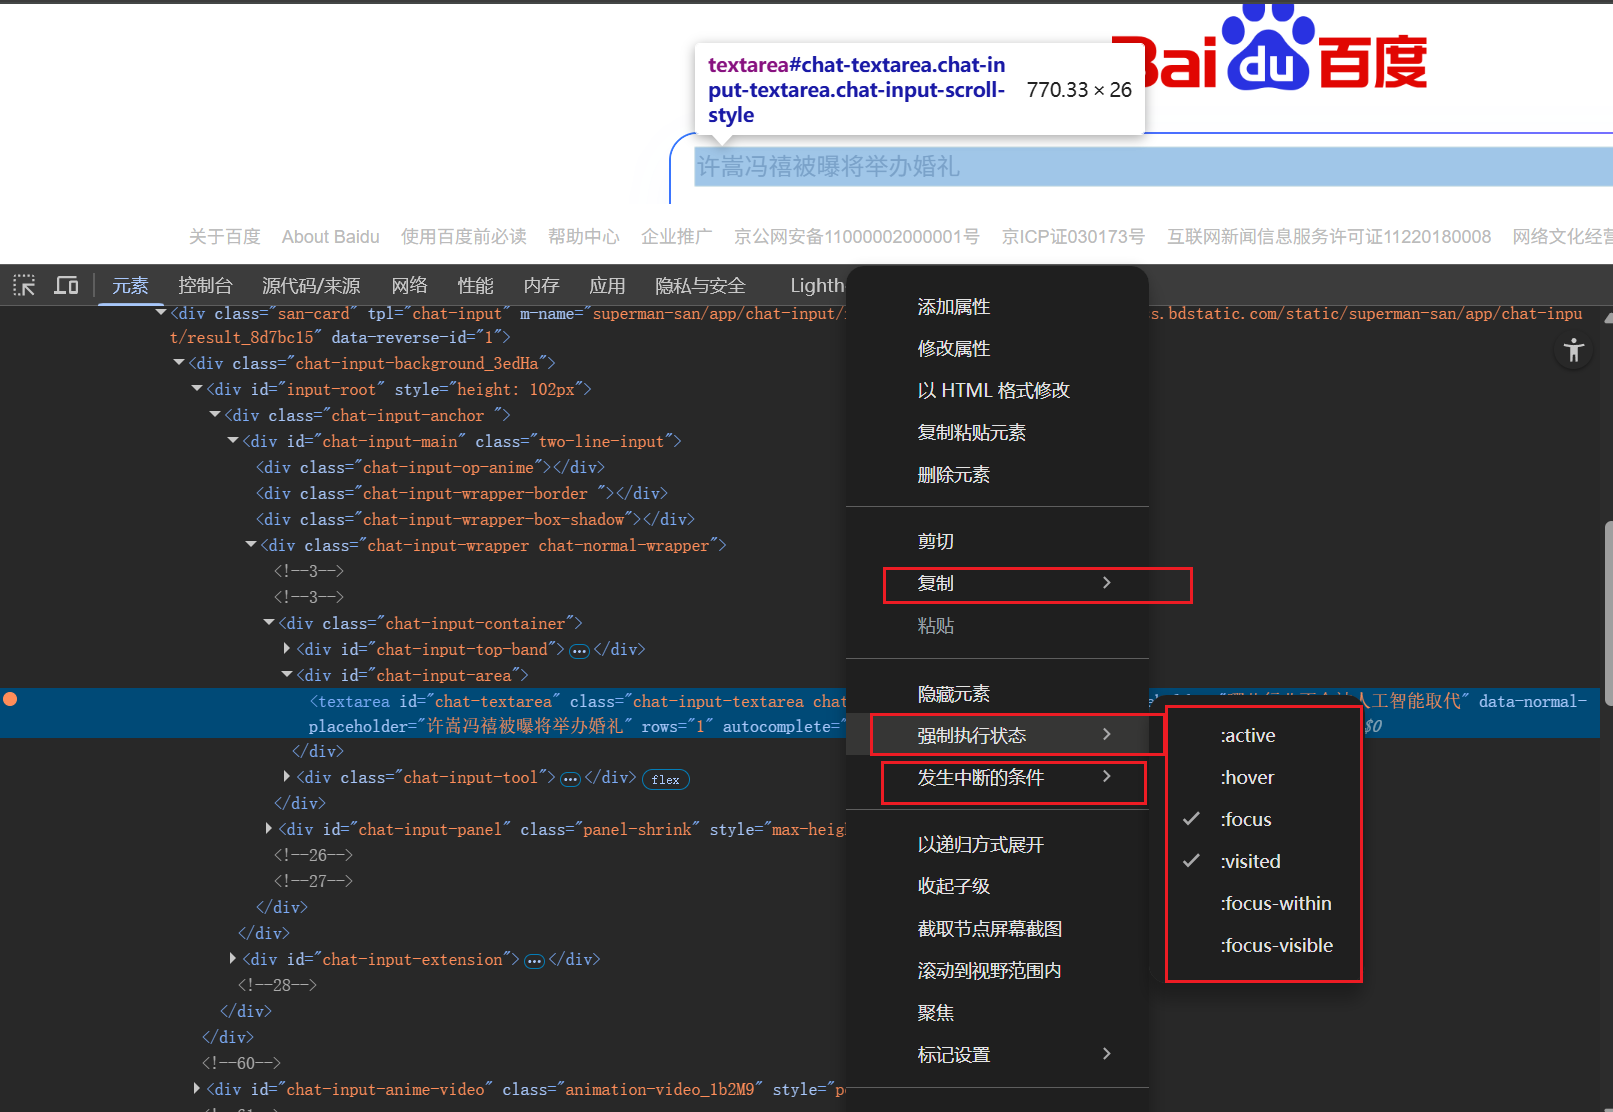 Bai du 百度
textarea#chat-textarea.chat-in
put-textarea.chat-input-scroll-
style
770.33 × 26
许嵩冯禧被曝将举办婚礼
关于百度 About Baidu 使用百度前必读 帮助中心 企业推广 京公网安备11000002000001号 京ICP证030173号 互联网新闻信息服务许可证11220180008 网络文化经营
元素 控制台 源代码/来源 网络 性能 内存 应用 隐私与安全 Lighth
<div class="san-card" tpl="chat-input" m-name="superman-san/app/chat-input/ s.bdstatic.com/static/superman-san/app/chat-inpu
t/result_8d7bc15" data-reverse-id="1">
<div class="chat-input-background_3edHa">
<div id="input-root" style="height: 102px">
<div class="chat-input-anchor ">
<div id="chat-input-main" class="two-line-input">
<div class="chat-input-op-anime"></div>
<div class="chat-input-wrapper-border "></div>
<div class="chat-input-wrapper-box-shadow"></div>
<div class="chat-input-wrapper chat-normal-wrapper">
<!--3-->
<!--3-->
<div class="chat-input-container">
<div id="chat-input-top-band">…</div>
<div id="chat-input-area">
<textarea id="chat-textarea" class="chat-input-textarea chat 人工智能取代" data-normal-
placeholder="许嵩冯禧被曝将举办婚礼" rows="1" autocomplete=" $0
</div>
<div class="chat-input-tool">…</div> flex
</div>
<div id="chat-input-panel" class="panel-shrink" style="max-heig
<!--26-->
<!--27-->
</div>
</div>
<div id="chat-input-extension">…</div>
<!--28-->
</div>
</div>
<!--60-->
<div id="chat-input-anime-video" class="animation-video_1b2M9" style="po
添加属性
修改属性
以 HTML 格式修改
复制粘贴元素
删除元素
剪切
复制
粘贴
隐藏元素
强制执行状态
发生中断的条件
以递归方式展开
收起子级
截取节点屏幕截图
滚动到视野范围内
聚焦
标记设置
:active
:hover
:focus
:visited
:focus-within
:focus-visible